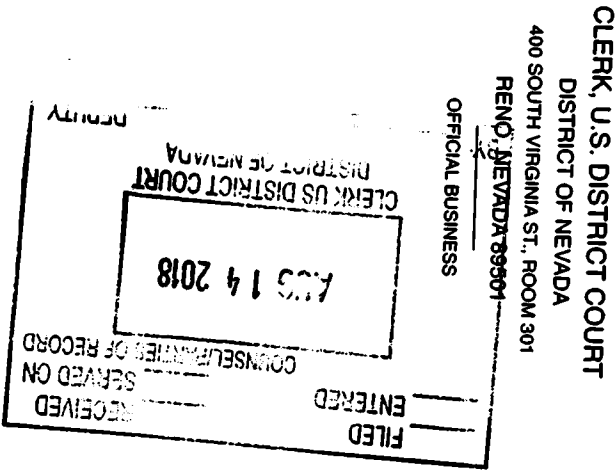 CLERK, U.S. DISTRICT COURT
DISTRICT OF NEVADA
400 SOUTH VIRGINIA ST., ROOM 301
RENO, NEVADA 89501
OFFICIAL BUSINESS
FILED RECEIVED
ENTERED SERVED ON
COUNSEL/PARTIES OF RECORD
AUG 14 2018
CLERK US DISTRICT COURT
DISTRICT OF NEVADA
BY: DEPUTY